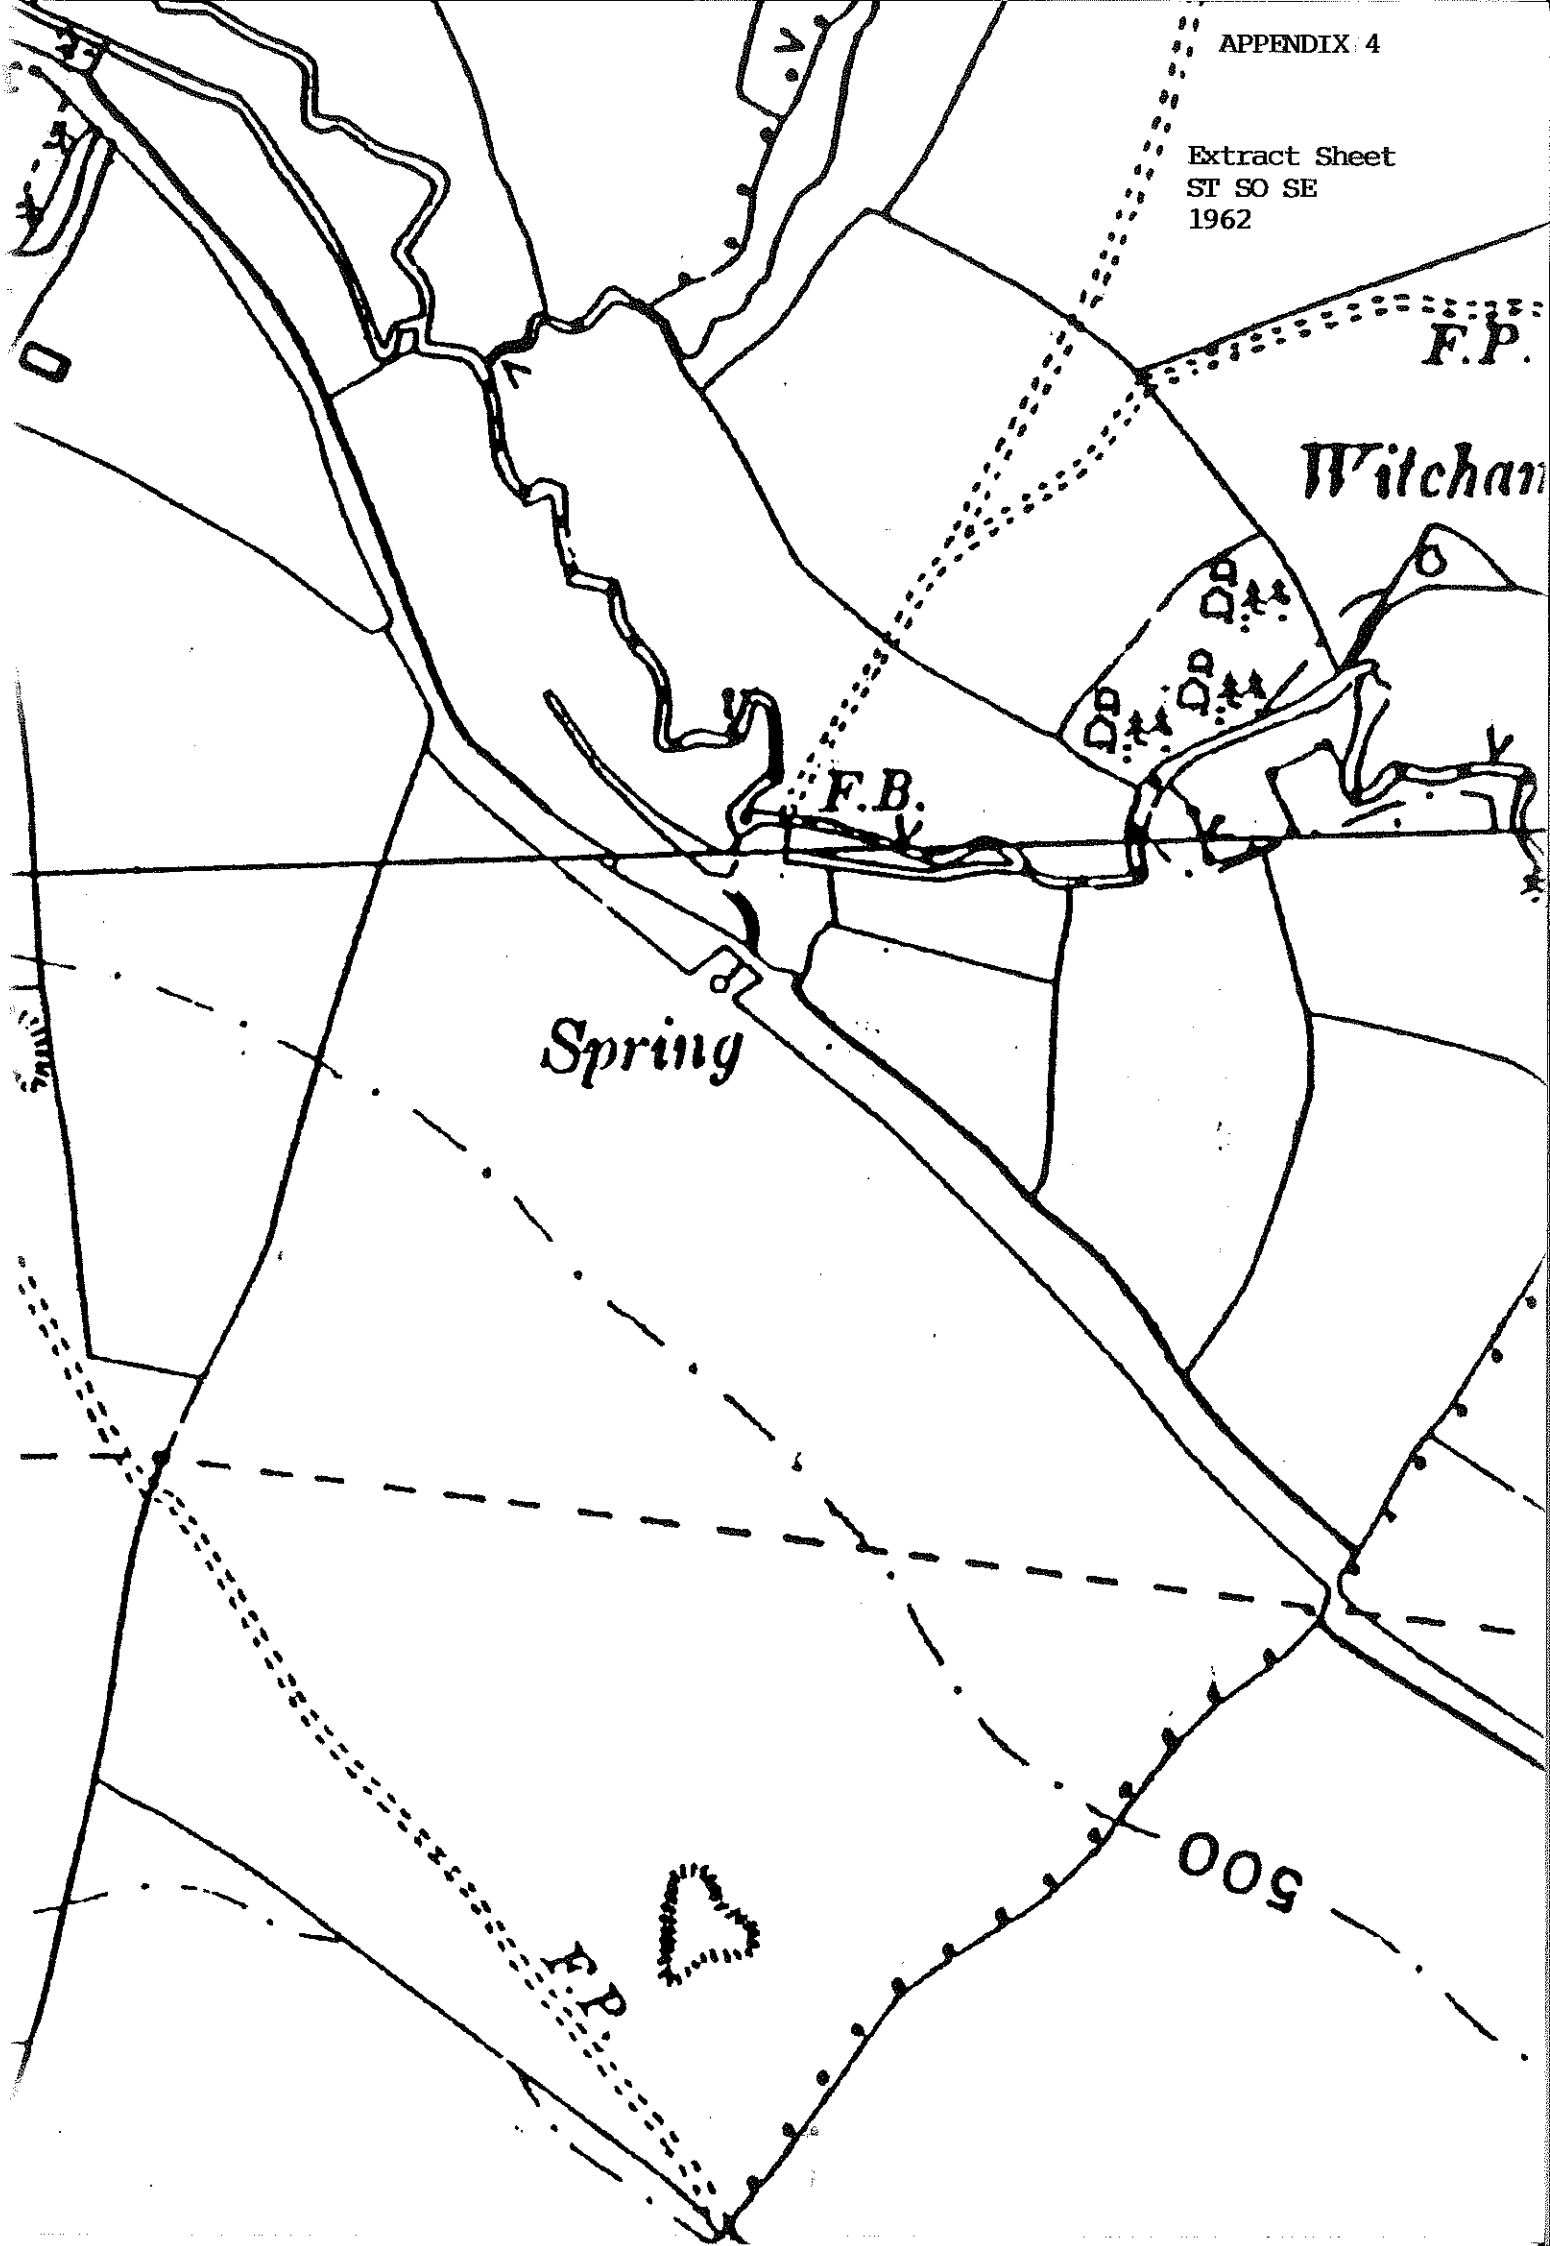 APPENDIX 4
Extract Sheet
ST SO SE
1962
F.P.
Witcham
F.B.
Spring
500
F.P.